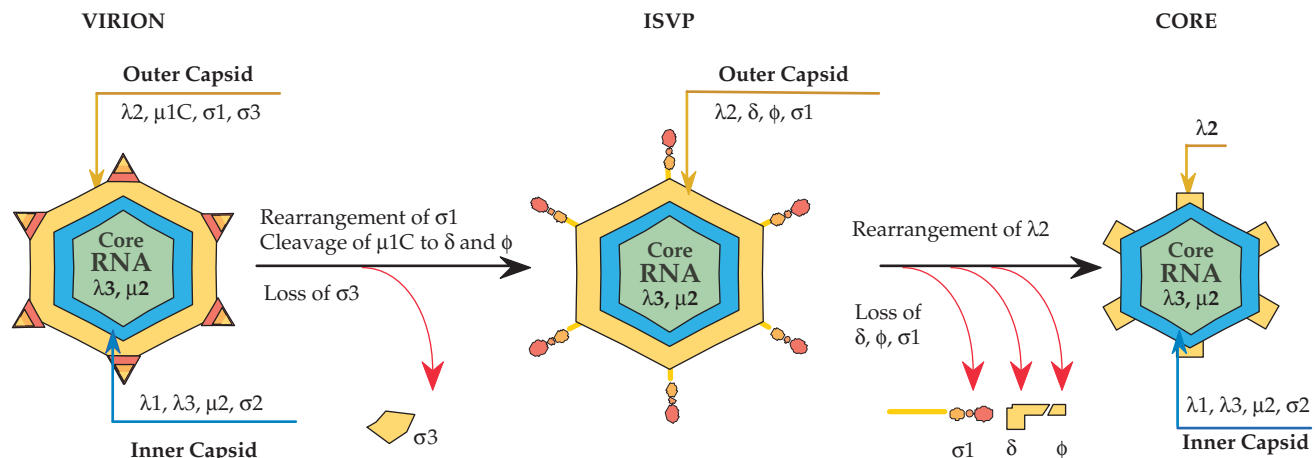 VIRION
ISVP
CORE
Outer Capsid
λ2, μ1C, σ1, σ3
Outer Capsid
λ2, δ, ϕ, σ1
λ2
Core
RNA
λ3, μ2
Rearrangement of σ1
Cleavage of μ1C to δ and ϕ
Loss of σ3
Core
RNA
λ3, μ2
Rearrangement of λ2
Loss of
δ, ϕ, σ1
Core
RNA
λ3, μ2
λ1, λ3, μ2, σ2
Inner Capsid
σ3
σ1
δ
ϕ
λ1, λ3, μ2, σ2
Inner Capsid